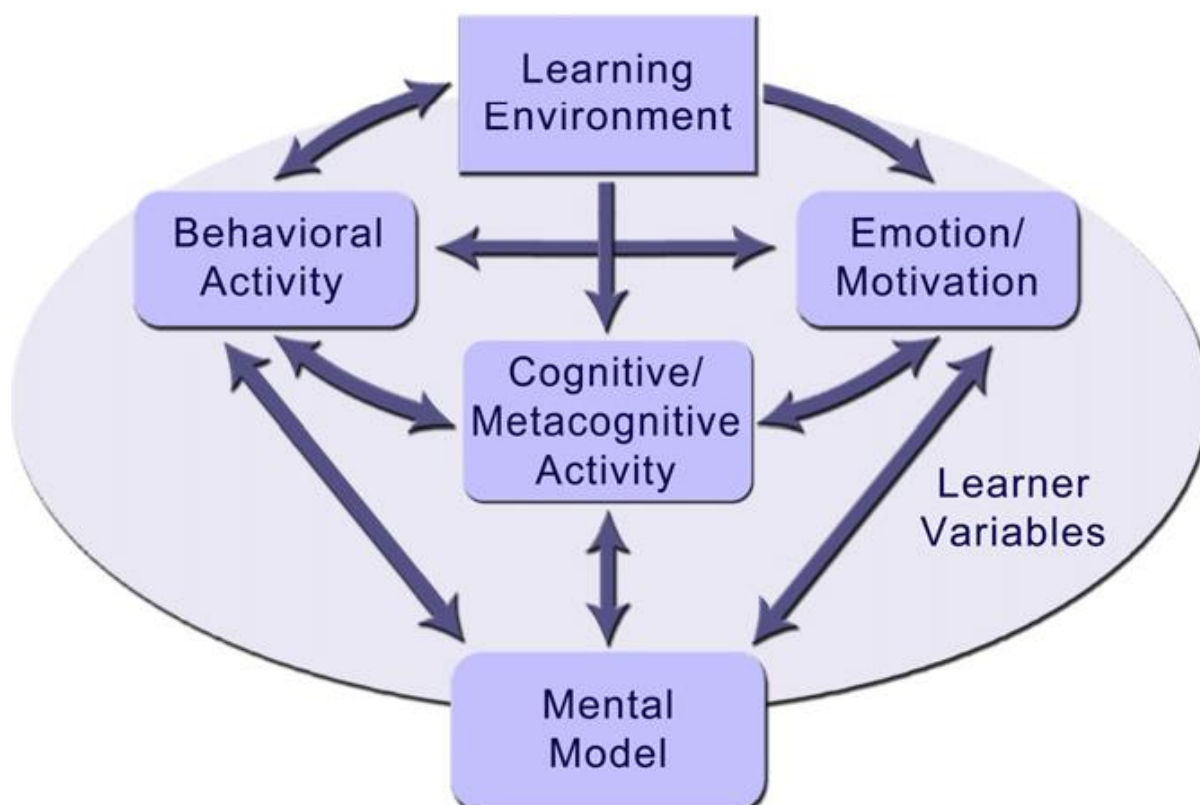 Learning
Environment
Behavioral
Activity
Emotion/
Motivation
Cognitive/
Metacognitive
Activity
Learner
Variables
Mental
Model